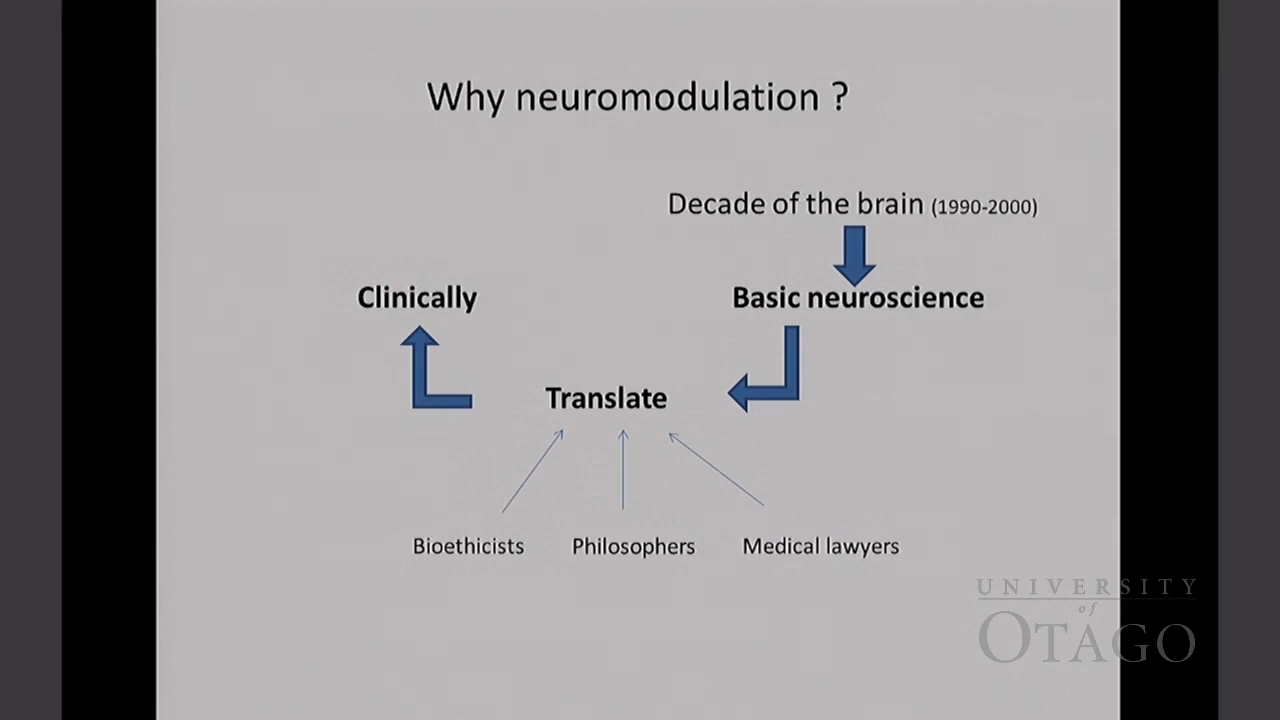 Why neuromodulation ?
Decade of the brain (1990-2000)
Clinically
Basic neuroscience
Translate
Bioethicists
Philosophers
Medical lawyers
UNIVERSITY
of
OTAGO